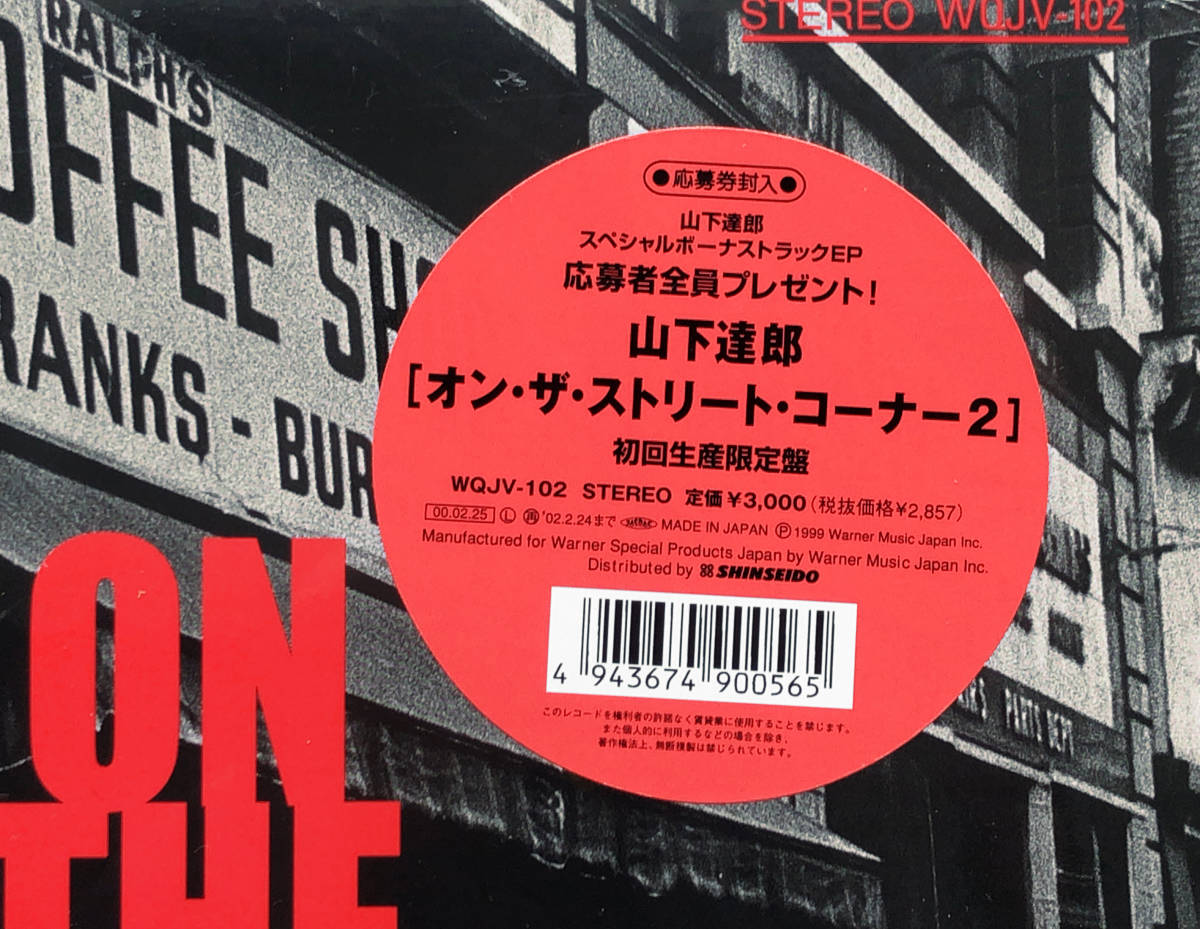 STEREO WQJV-102
RALPH'S
OFFEE SH
RANKS - BUR
●応募券封入●
山下達郎
スペシャルボーナストラックEP
応募者全員プレゼント!
山下達郎
[オン・ザ・ストリート・コーナー2]
初回生産限定盤
WQJV-102 STEREO 定価¥3,000(税抜価格¥2,857)
00.02.25 Ⓛ 再 '02.2.24まで MADE IN JAPAN Ⓟ1999 Warner Music Japan Inc.
Manufactured for Warner Special Products Japan by Warner Music Japan Inc.
Distributed by SHINSEIDO
4 943674 900565
このレコードを権利者の許諾なく賃貸業に使用することを禁じます。
また個人的に利用するなどの場合を除き、
著作権法上、無断複製は禁じられています。
ON
THE